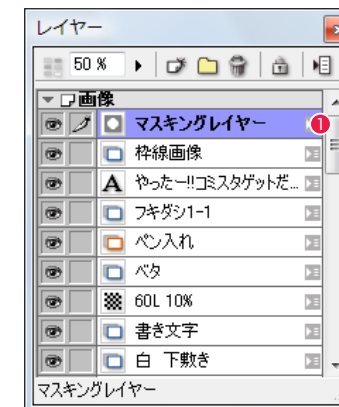 レイヤー
50 %
画像
マスキングレイヤー 1
枠線画像
A やったー!!コミスタゲットだ...
フキダシ1-1
ペン入れ
ベタ
60L 10%
書き文字
白 下敷き
マスキングレイヤー